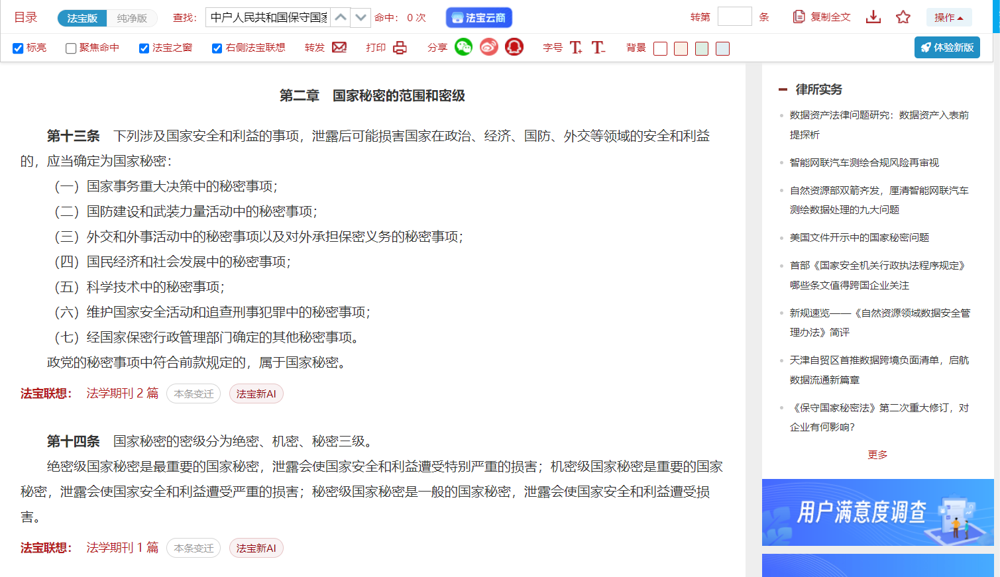 目录 法宝版 纯净版 查找： 中户人民共和国保守国家 命中： 0 次 法宝云商 转第 条 复制全文 操作
标亮 聚焦命中 法宝之窗 右侧法宝联想 转发 打印 分享 字号 T+ T- 背景 体验新版
第二章　国家秘密的范围和密级
第十三条　下列涉及国家安全和利益的事项，泄露后可能损害国家在政治、经济、国防、外交等领域的安全和利益
的，应当确定为国家秘密：
（一）国家事务重大决策中的秘密事项；
（二）国防建设和武装力量活动中的秘密事项；
（三）外交和外事活动中的秘密事项以及对外承担保密义务的秘密事项；
（四）国民经济和社会发展中的秘密事项；
（五）科学技术中的秘密事项；
（六）维护国家安全活动和追查刑事犯罪中的秘密事项；
（七）经国家保密行政管理部门确定的其他秘密事项。
政党的秘密事项中符合前款规定的，属于国家秘密。
法宝联想： 法学期刊 2 篇 本条变迁 法宝新AI
第十四条　国家秘密的密级分为绝密、机密、秘密三级。
绝密级国家秘密是最重要的国家秘密，泄露会使国家安全和利益遭受特别严重的损害；机密级国家秘密是重要的国家
秘密，泄露会使国家安全和利益遭受严重的损害；秘密级国家秘密是一般的国家秘密，泄露会使国家安全和利益遭受损
害。
法宝联想： 法学期刊 1 篇 本条变迁 法宝新AI
律所实务
数据资产法律问题研究：数据资产入表前
提探析
智能网联汽车测绘合规风险再审视
自然资源部双箭齐发，厘清智能网联汽车
测绘数据处理的九大问题
美国文件开示中的国家秘密问题
首部《国家安全机关行政执法程序规定》
哪些条文值得跨国企业关注
新规速览——《自然资源领域数据安全管
理办法》简评
天津自贸区首推数据跨境负面清单，启航
数据流通新篇章
《保守国家秘密法》第二次重大修订，对
企业有何影响？
更多
用户满意度调查